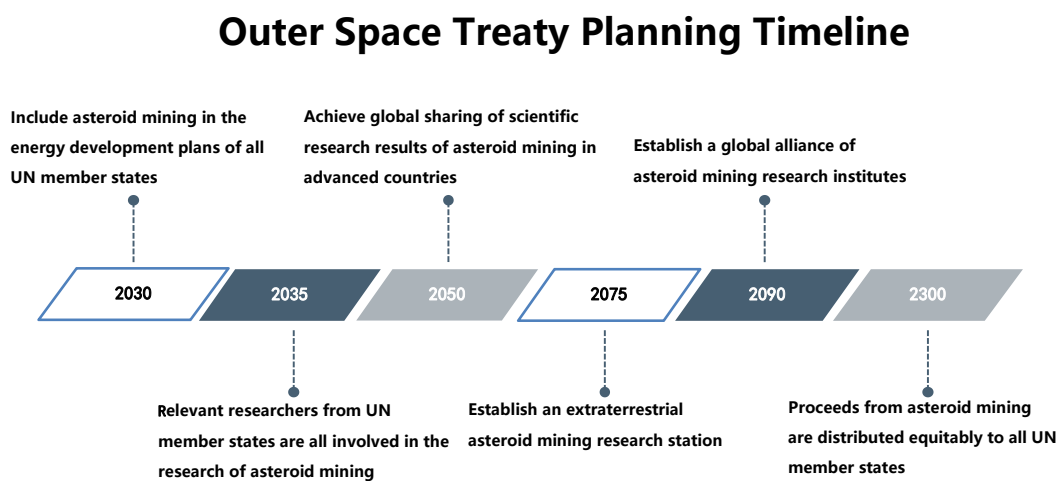 Outer Space Treaty Planning Timeline
Include asteroid mining in the
energy development plans of all
UN member states
Achieve global sharing of scientific
research results of asteroid mining in
advanced countries
Establish a global alliance of
asteroid mining research institutes
2030
2035
2050
2075
2090
2300
Relevant researchers from UN
member states are all involved in the
research of asteroid mining
Establish an extraterrestrial
asteroid mining research station
Proceeds from asteroid mining
are distributed equitably to all UN
member states